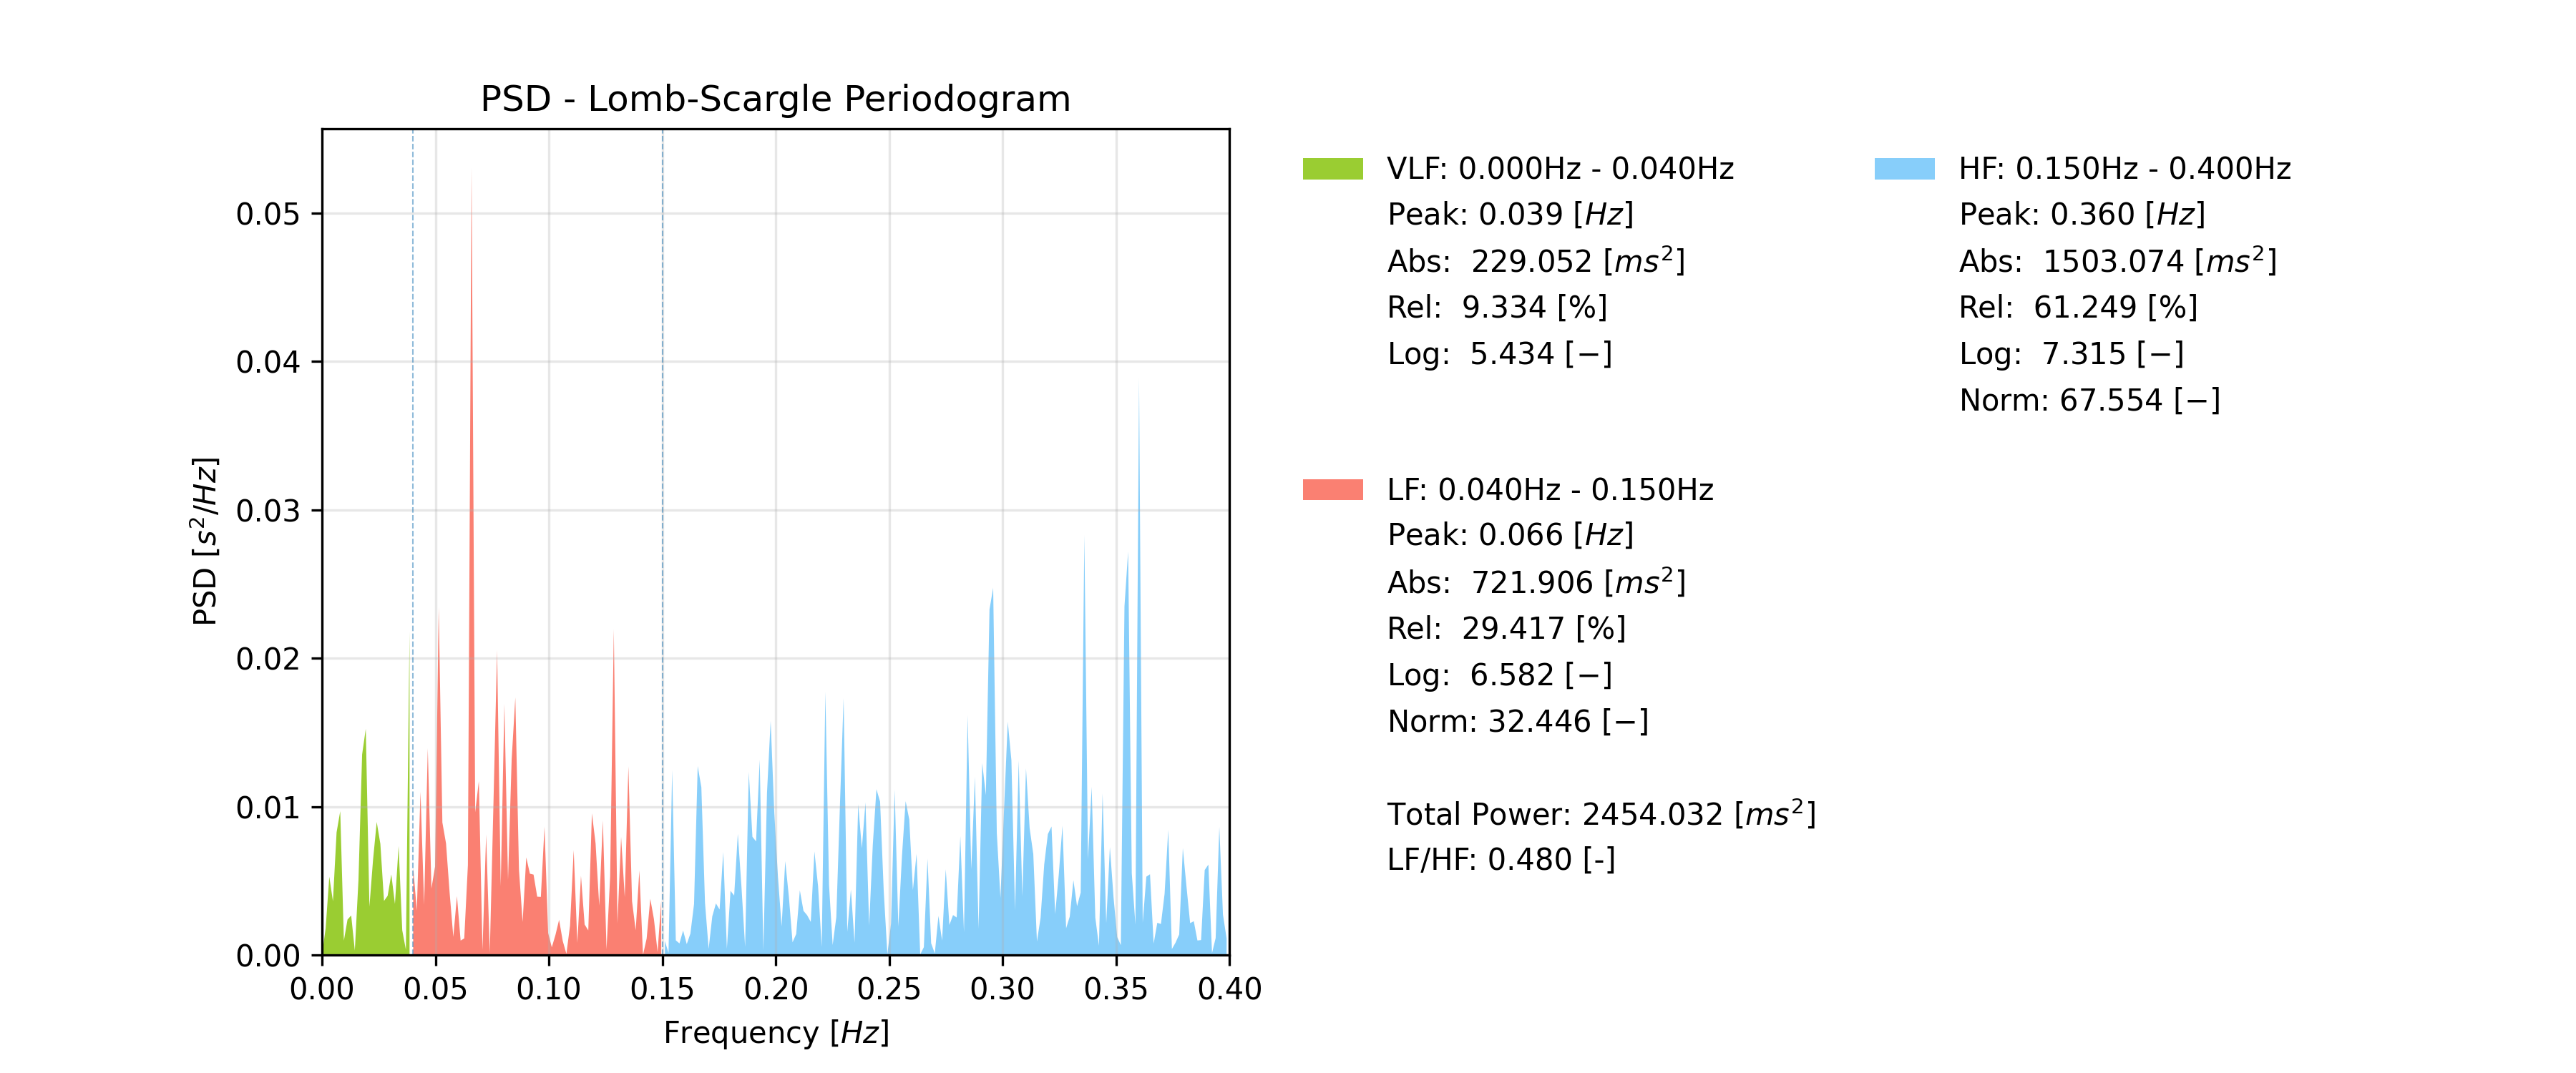 PSD - Lomb-Scargle Periodogram
PSD [s²/Hz]
0.05
0.04
0.03
0.02
0.01
0.00
0.00 0.05 0.10 0.15 0.20 0.25 0.30 0.35 0.40
Frequency [Hz]
VLF: 0.000Hz - 0.040Hz
Peak: 0.039 [Hz]
Abs: 229.052 [ms²]
Rel: 9.334 [%]
Log: 5.434 [−]
LF: 0.040Hz - 0.150Hz
Peak: 0.066 [Hz]
Abs: 721.906 [ms²]
Rel: 29.417 [%]
Log: 6.582 [−]
Norm: 32.446 [−]
Total Power: 2454.032 [ms²]
LF/HF: 0.480 [-]
HF: 0.150Hz - 0.400Hz
Peak: 0.360 [Hz]
Abs: 1503.074 [ms²]
Rel: 61.249 [%]
Log: 7.315 [−]
Norm: 67.554 [−]